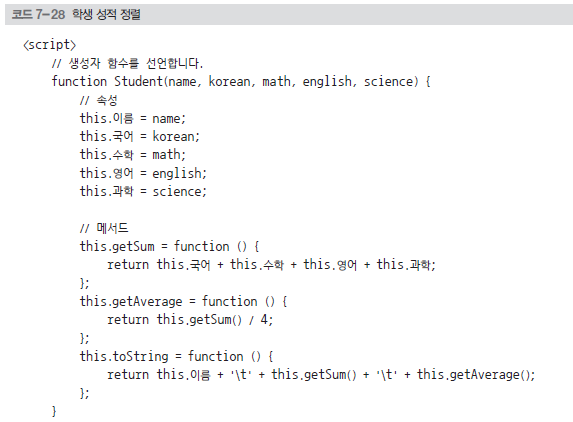 코드 7-28 학생 성적 정렬
<script>
// 생성자 함수를 선언합니다.
function Student(name, korean, math, english, science) {
// 속성
this.이름 = name;
this.국어 = korean;
this.수학 = math;
this.영어 = english;
this.과학 = science;
// 메서드
this.getSum = function () {
return this.국어 + this.수학 + this.영어 + this.과학;
};
this.getAverage = function () {
return this.getSum() / 4;
};
this.toString = function () {
return this.이름 + '\t' + this.getSum() + '\t' + this.getAverage();
};
}